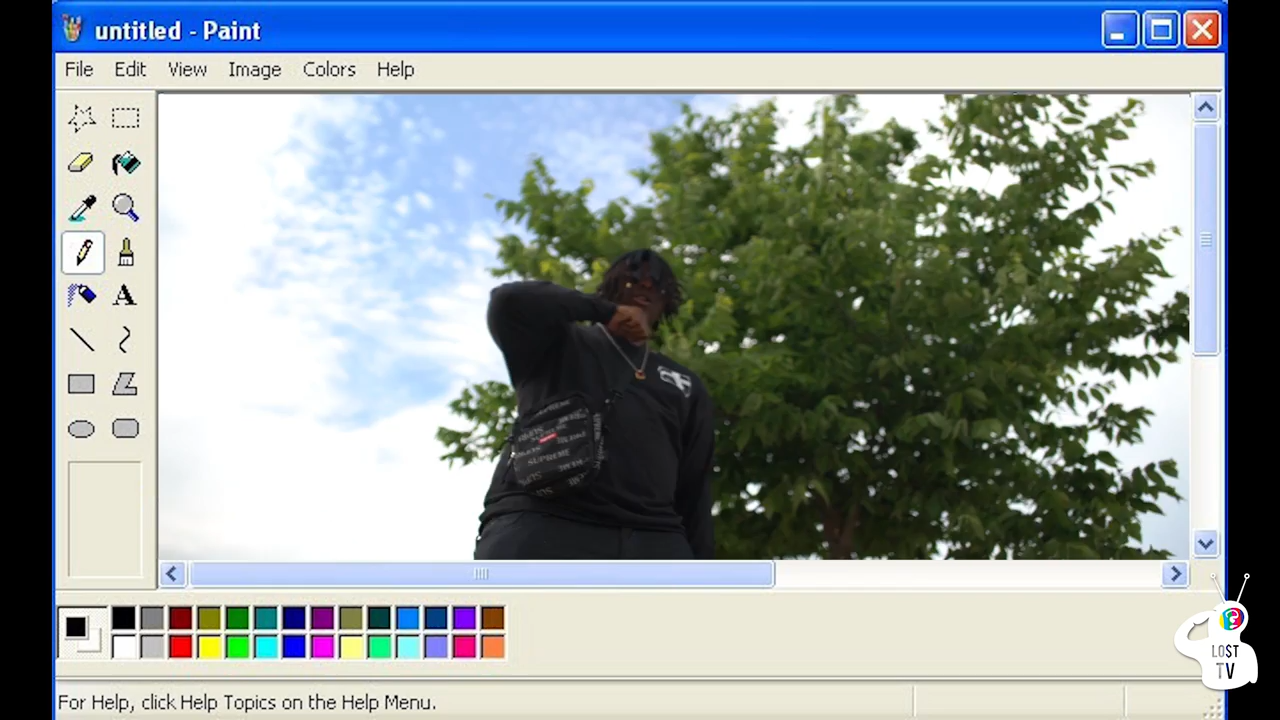 untitled - Paint
File Edit View Image Colors Help
A
SUPREME
For Help, click Help Topics on the Help Menu.
LOST
TV